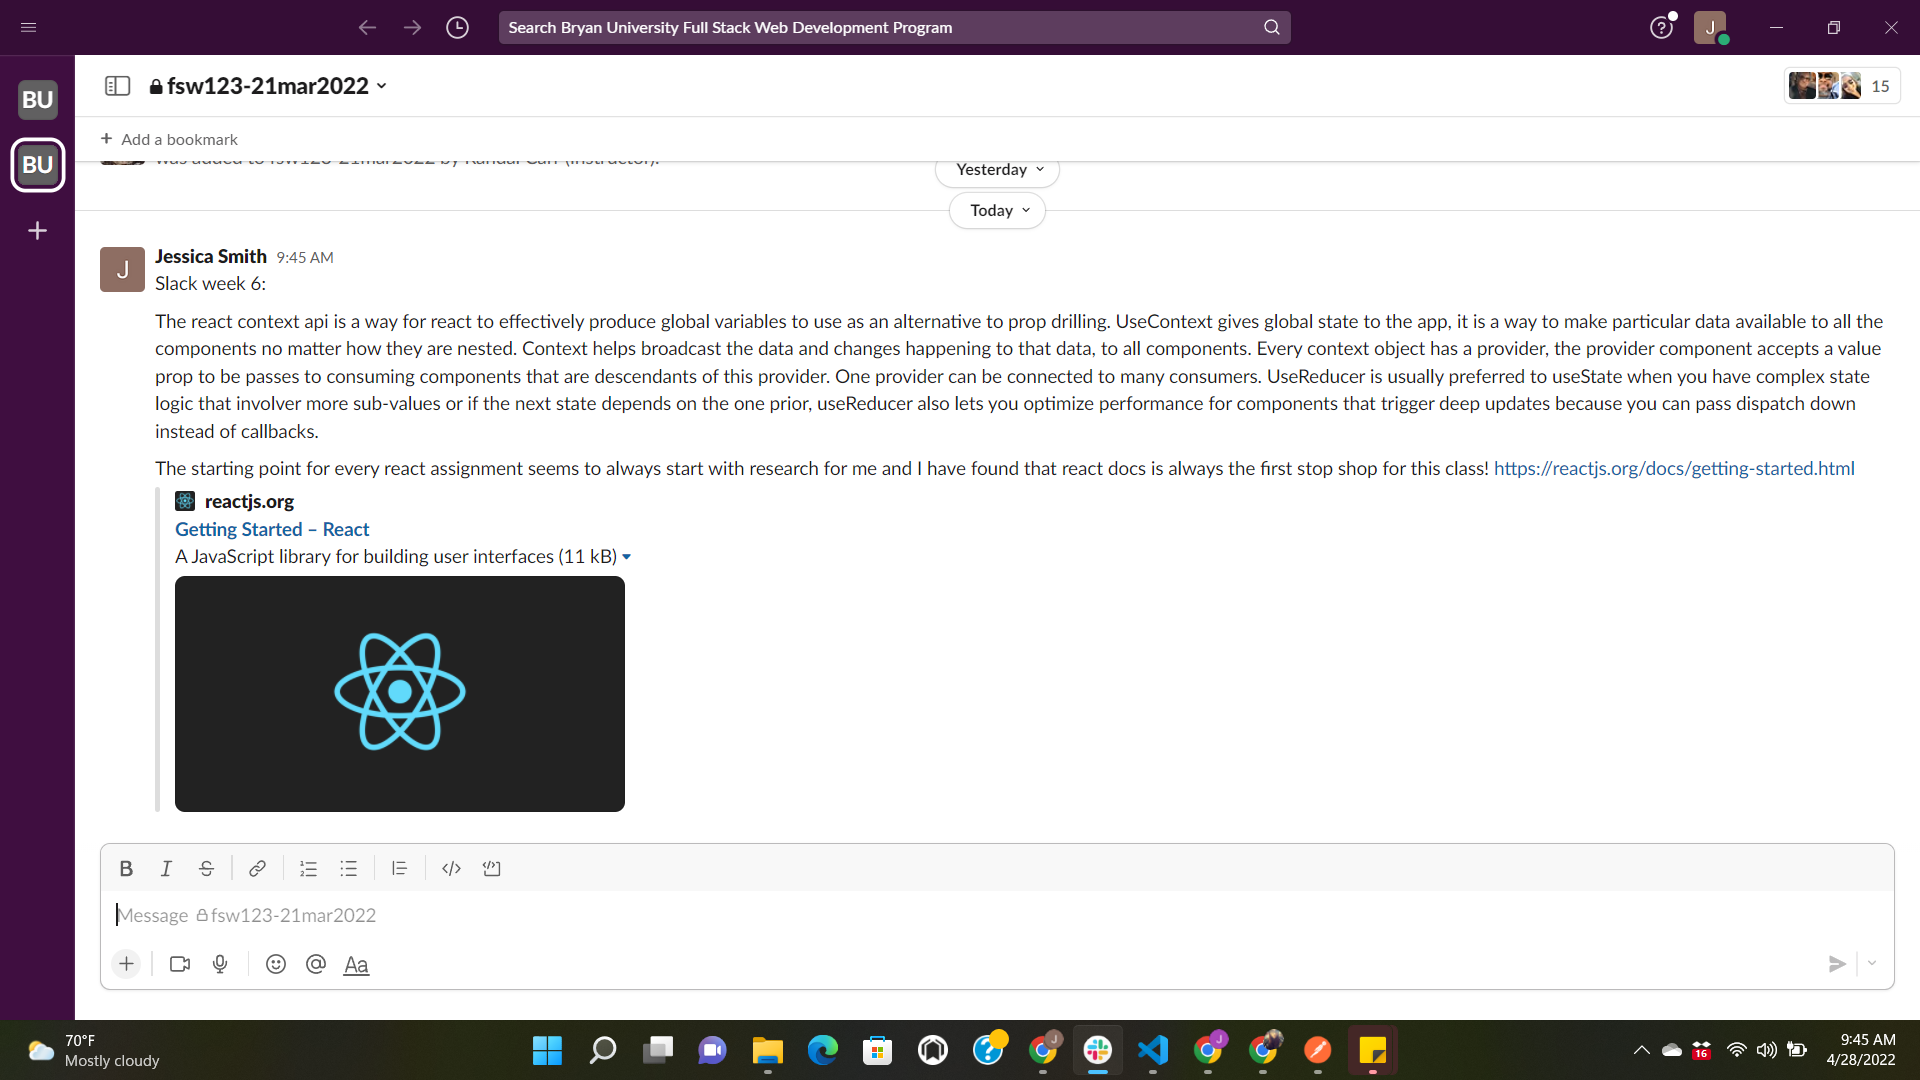 Search Bryan University Full Stack Web Development Program
J
BU
fsw123-21mar2022
15
BU
Add a bookmark
was added to fsw123-21mar2022 by Randal Carr (instructor).
Yesterday
Today
J
Jessica Smith 9:45 AM
Slack week 6:
The react context api is a way for react to effectively produce global variables to use as an alternative to prop drilling. UseContext gives global state to the app, it is a way to make particular data available to all the
components no matter how they are nested. Context helps broadcast the data and changes happening to that data, to all components. Every context object has a provider, the provider component accepts a value
prop to be passes to consuming components that are descendants of this provider. One provider can be connected to many consumers. UseReducer is usually preferred to useState when you have complex state
logic that involver more sub-values or if the next state depends on the one prior, useReducer also lets you optimize performance for components that trigger deep updates because you can pass dispatch down
instead of callbacks.
The starting point for every react assignment seems to always start with research for me and I have found that react docs is always the first stop shop for this class! https://reactjs.org/docs/getting-started.html
reactjs.org
Getting Started – React
A JavaScript library for building user interfaces (11 kB)
B I S
Message fsw123-21mar2022
Aa
70°F
Mostly cloudy
J
J
16
9:45 AM
4/28/2022